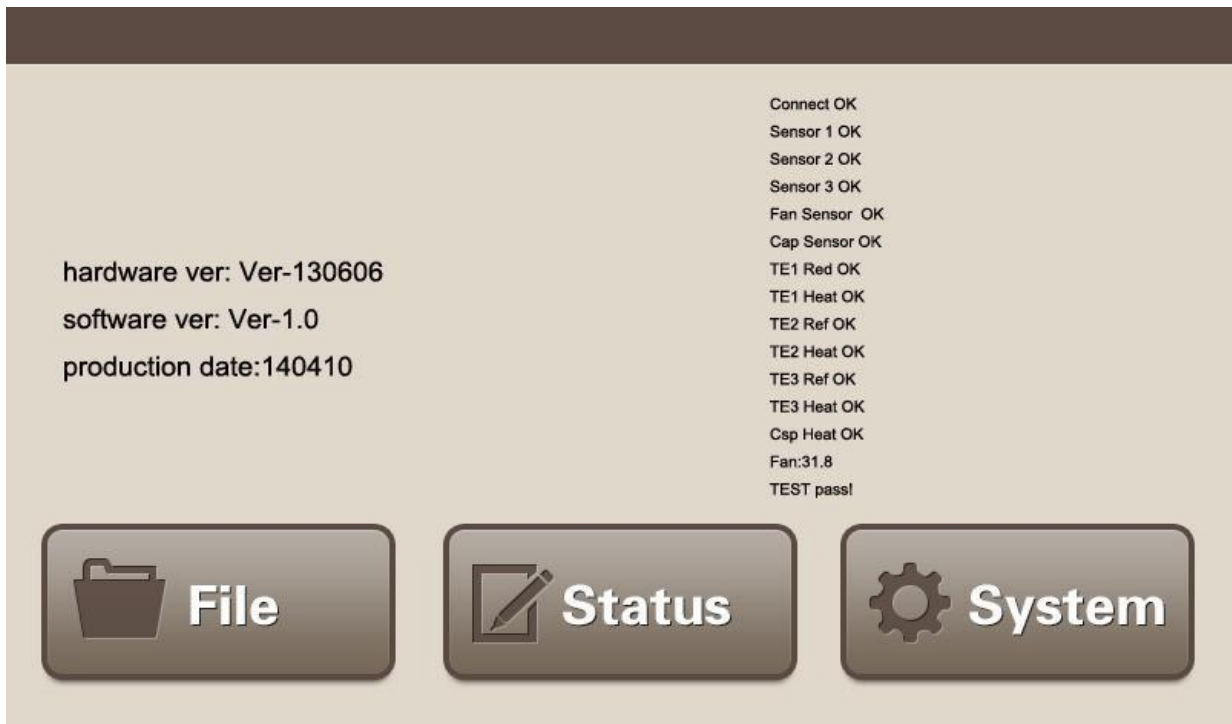 hardware ver: Ver-130606
software ver: Ver-1.0
production date:140410
Connect OK
Sensor 1 OK
Sensor 2 OK
Sensor 3 OK
Fan Sensor  OK
Cap Sensor OK
TE1 Red OK
TE1 Heat OK
TE2 Ref OK
TE2 Heat OK
TE3 Ref OK
TE3 Heat OK
Csp Heat OK
Fan:31.8
TEST pass!
File
Status
System